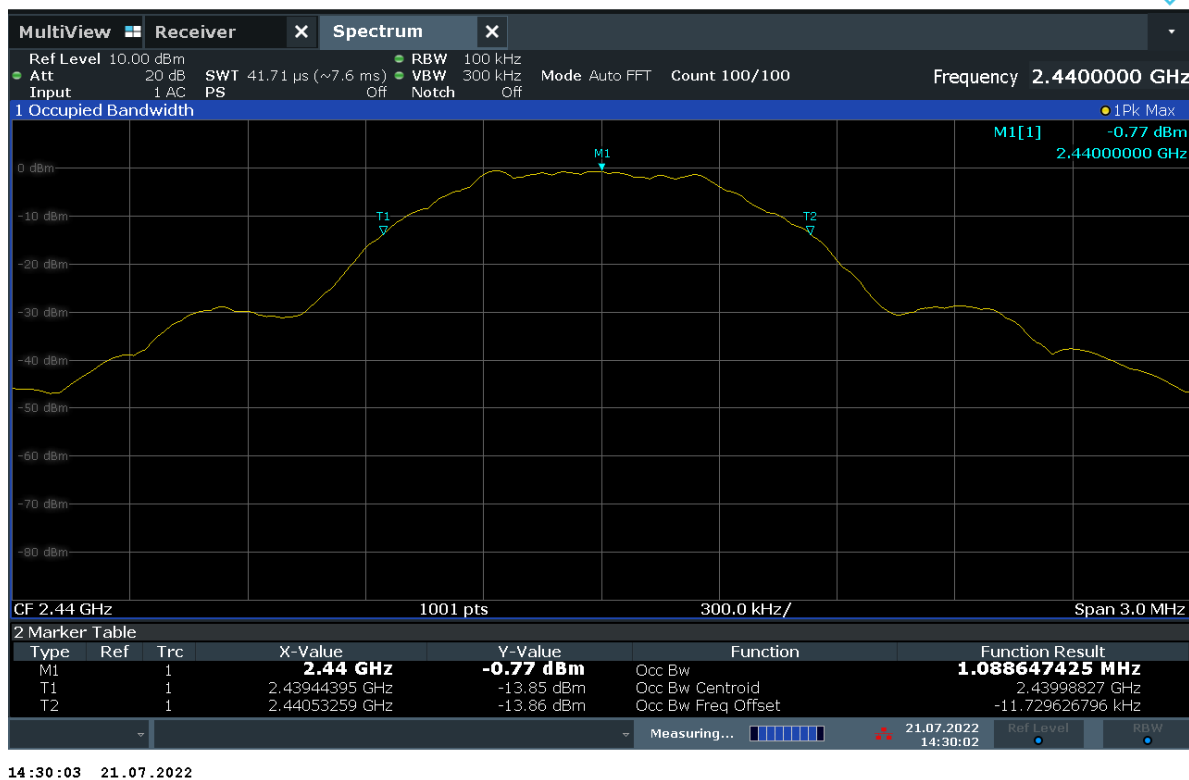 MultiView Receiver Spectrum
Ref Level 10.00 dBm RBW 100 kHz
Att 20 dB SWT 41.71 µs (~7.6 ms) VBW 300 kHz Mode Auto FFT Count 100/100 Frequency 2.4400000 GHz
Input 1 AC PS Off Notch Off
1 Occupied Bandwidth 1Pk Max
M1[1] -0.77 dBm
2.44000000 GHz
M1
0 dBm
T1 T2
-10 dBm
-20 dBm
-30 dBm
-40 dBm
-50 dBm
-60 dBm
-70 dBm
-80 dBm
CF 2.44 GHz 1001 pts 300.0 kHz/ Span 3.0 MHz
2 Marker Table
Type Ref Trc X-Value Y-Value Function Function Result
M1 1 2.44 GHz -0.77 dBm Occ Bw 1.088647425 MHz
T1 1 2.43944395 GHz -13.85 dBm Occ Bw Centroid 2.43998827 GHz
T2 1 2.44053259 GHz -13.86 dBm Occ Bw Freq Offset -11.729626796 kHz
Measuring... 21.07.2022 Ref Level RBW
14:30:02
14:30:03 21.07.2022